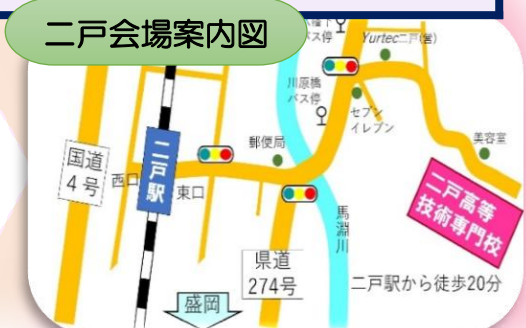 二戸会場案内図
バス停
Yurtec二戸(営)
川原橋
バス停
セブン
イレブン
郵便局
美容室
国道
4号
西口
二戸駅
東口
二戸高等
技術専門校
馬淵川
県道
274号
二戸駅から徒歩20分
盛岡